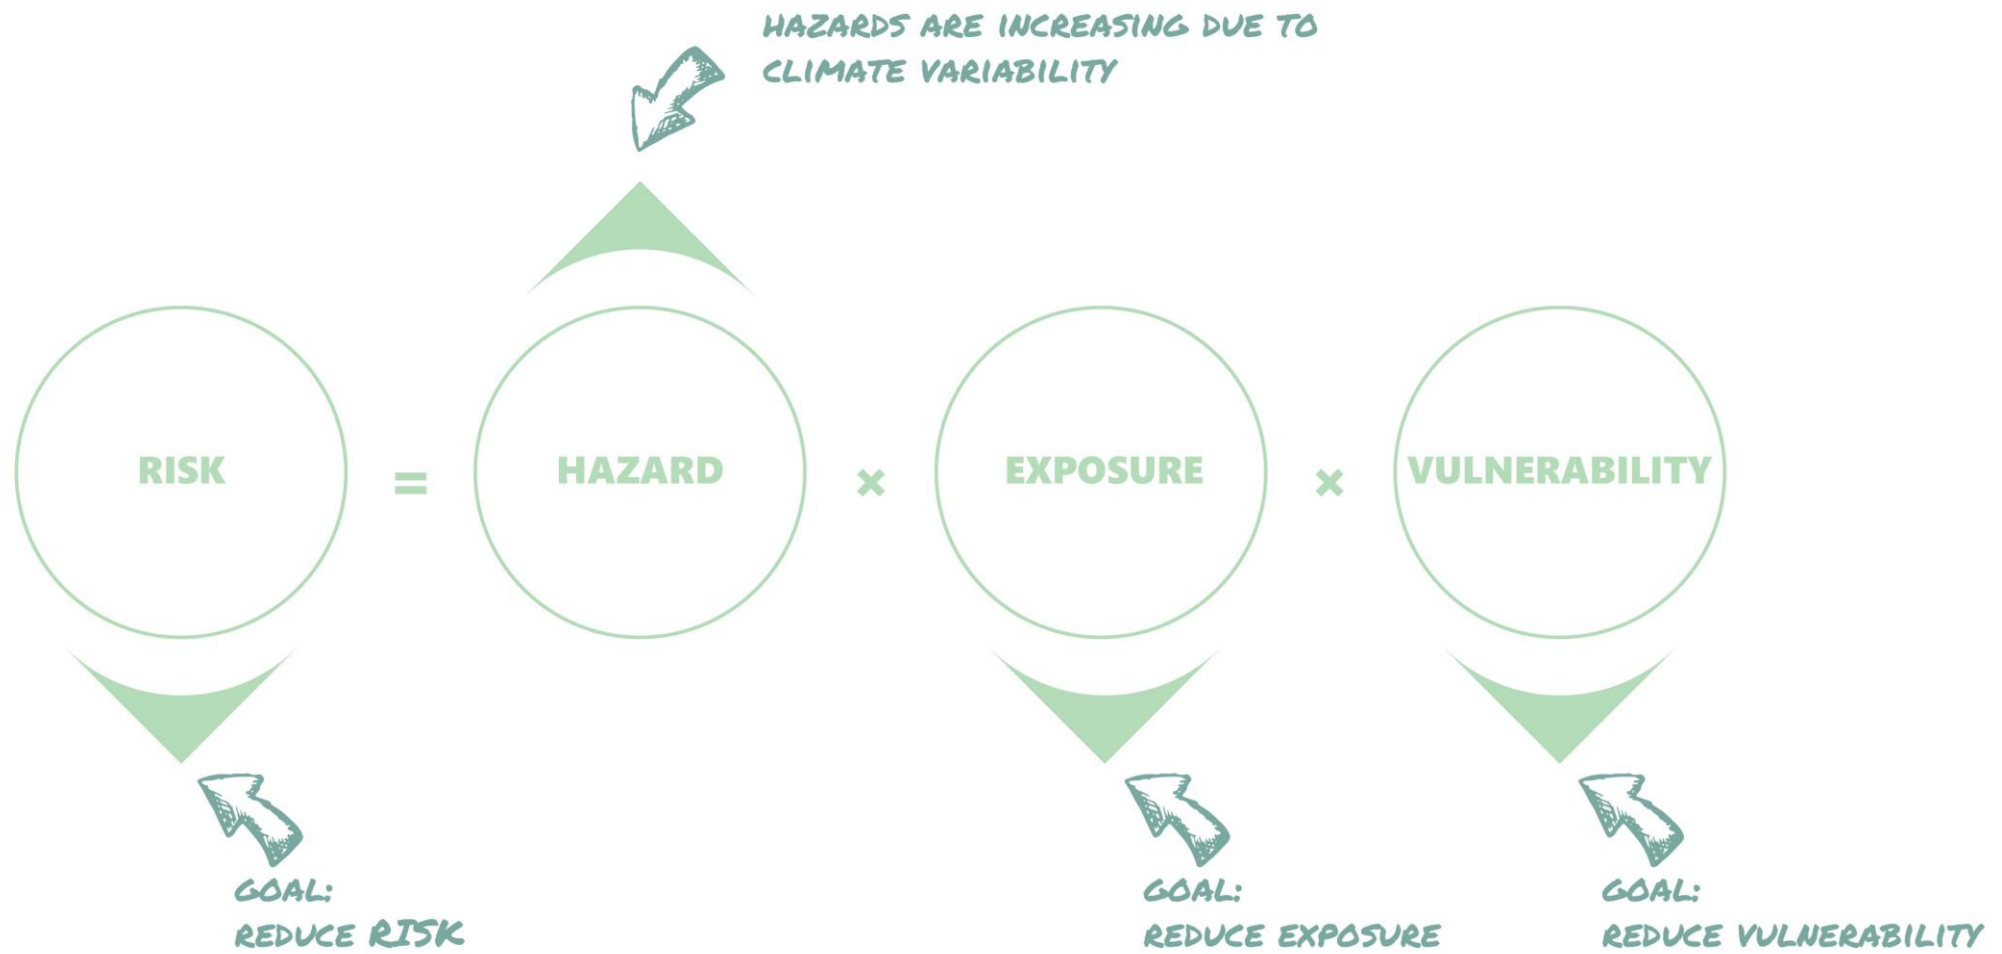 HAZARDS ARE INCREASING DUE TO
CLIMATE VARIABILITY
RISK = HAZARD × EXPOSURE × VULNERABILITY
GOAL:
REDUCE RISK
GOAL:
REDUCE EXPOSURE
GOAL:
REDUCE VULNERABILITY